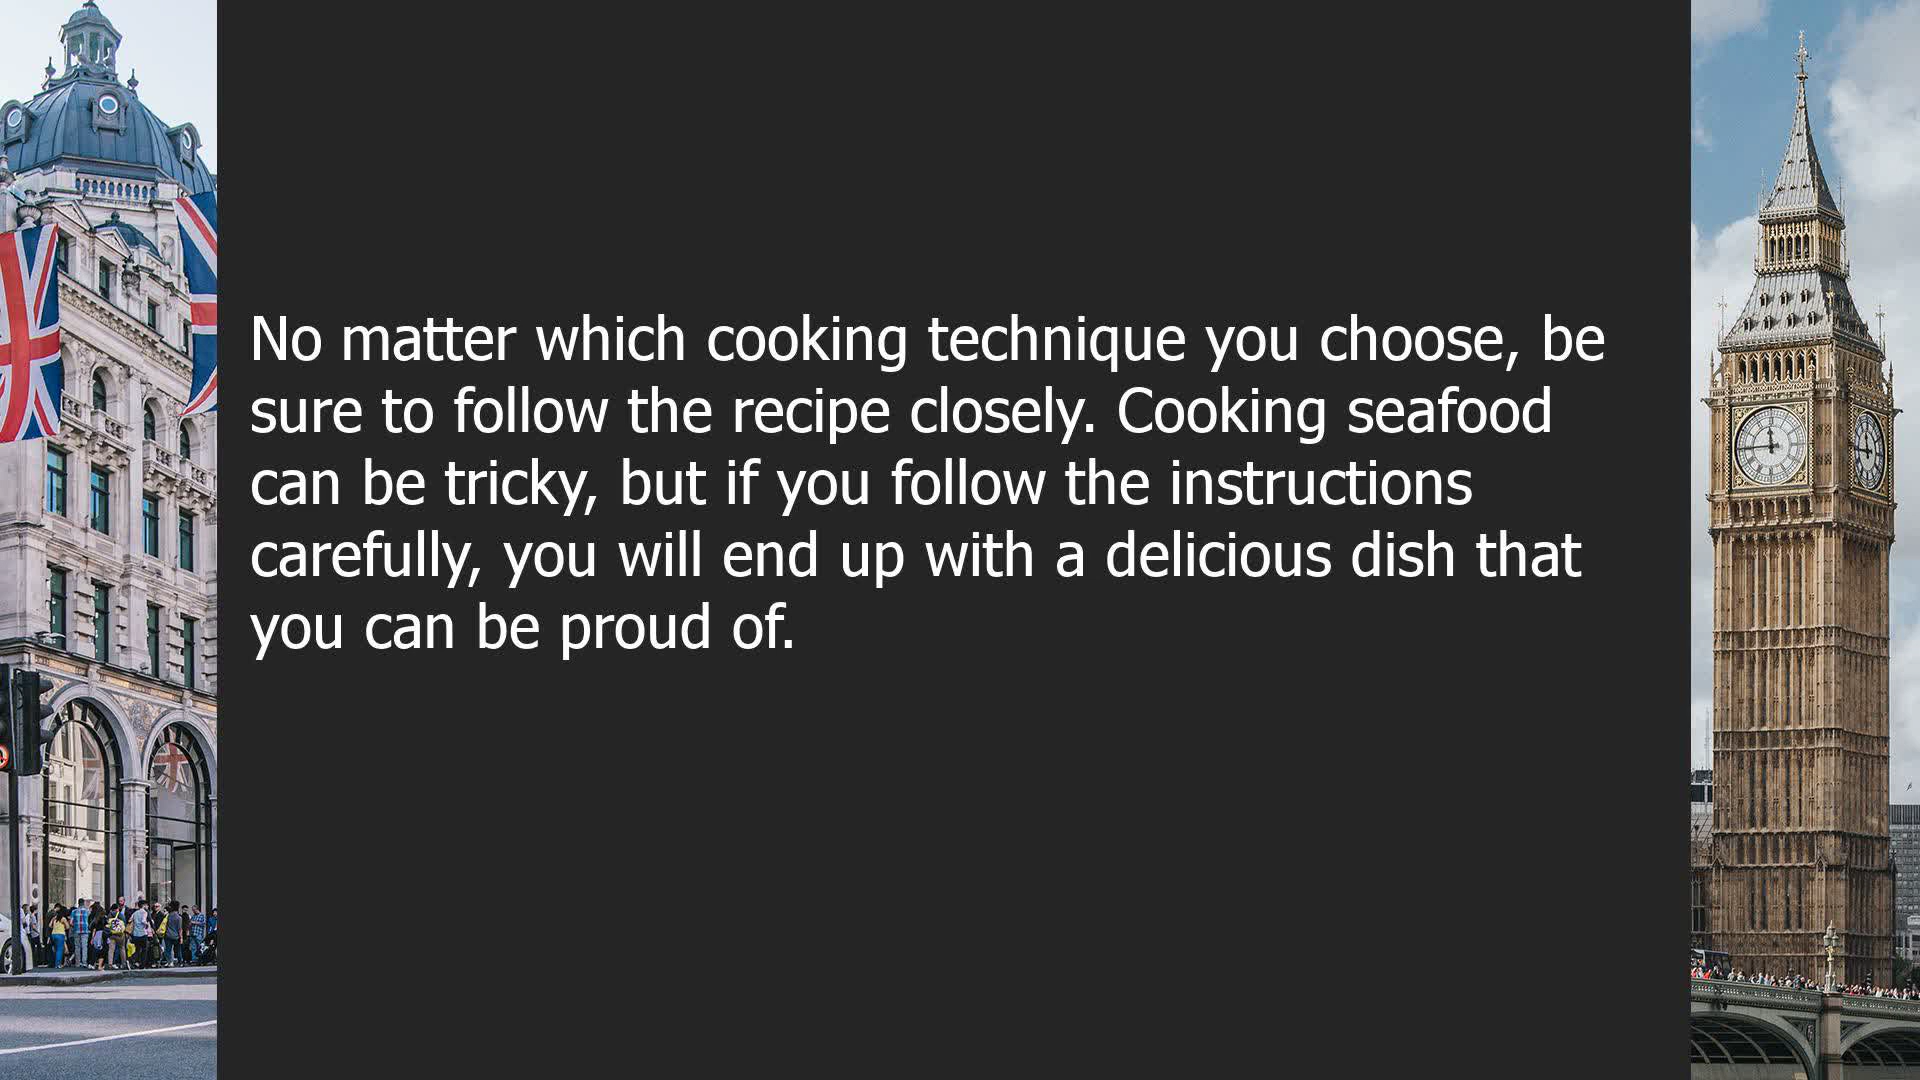 No matter which cooking technique you choose, be
sure to follow the recipe closely. Cooking seafood
can be tricky, but if you follow the instructions
carefully, you will end up with a delicious dish that
you can be proud of.